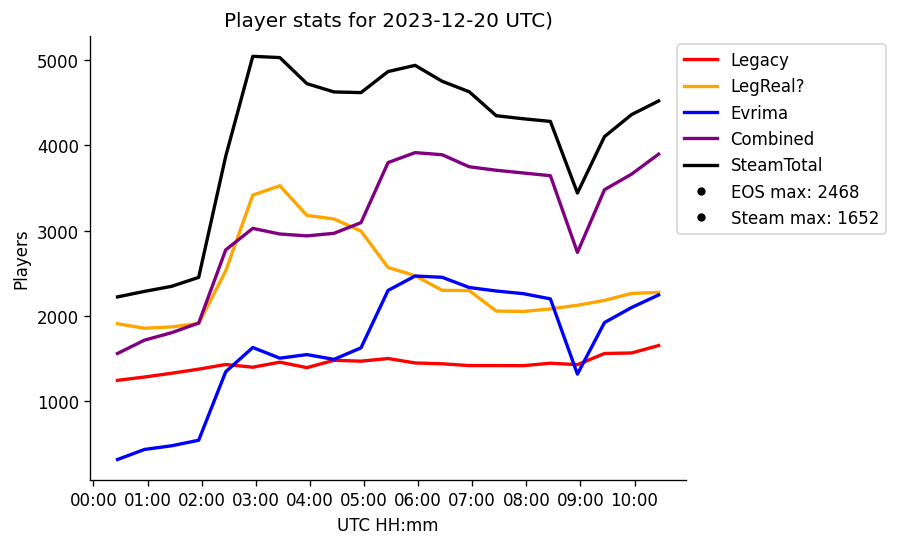 Player stats for 2023-12-20 UTC)
Legacy
LegReal?
Evrima
Combined
SteamTotal
EOS max: 2468
Steam max: 1652
Players
5000
4000
3000
2000
1000
00:00 01:00 02:00 03:00 04:00 05:00 06:00 07:00 08:00 09:00 10:00
UTC HH:mm